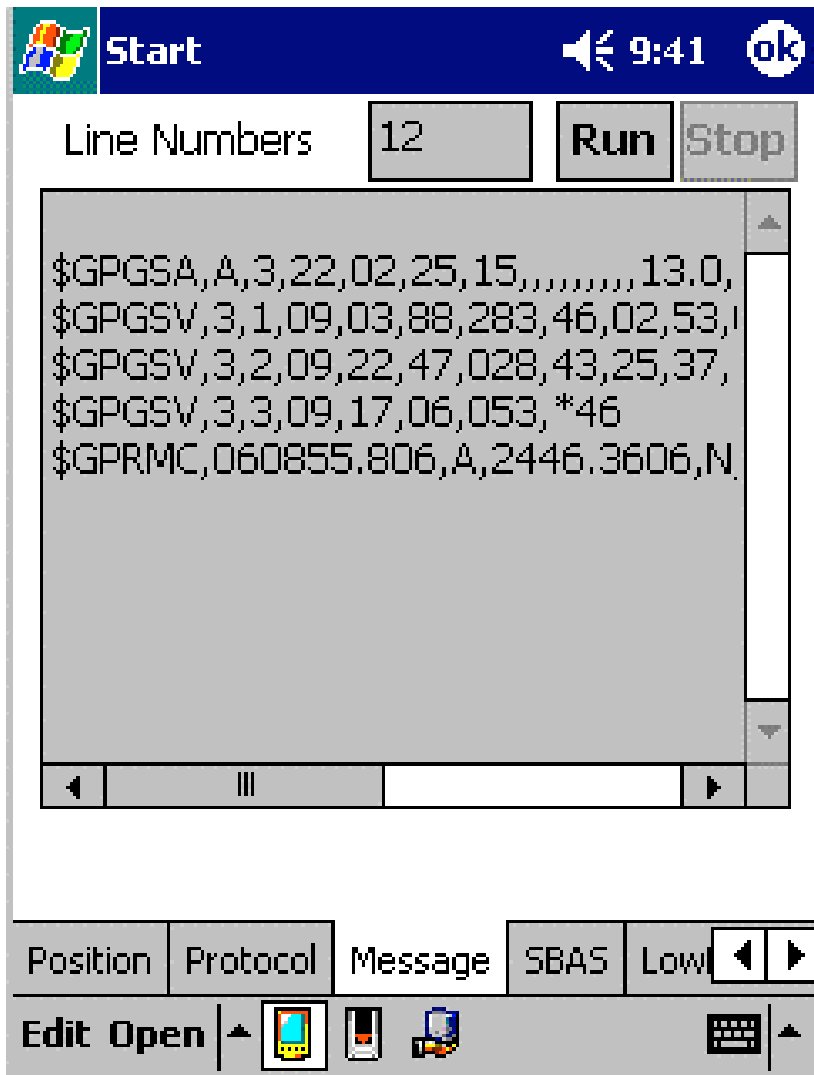 Start 9:41 ok
Line Numbers 12 Run Stop
$GPGSA,A,3,22,02,25,15,,,,,,,,,13.0,
$GPGSV,3,1,09,03,88,283,46,02,53,
$GPGSV,3,2,09,22,47,028,43,25,37,
$GPGSV,3,3,09,17,06,053,*46
$GPRMC,060855.806,A,2446.3606,N
Position Protocol Message SBAS Low
Edit Open